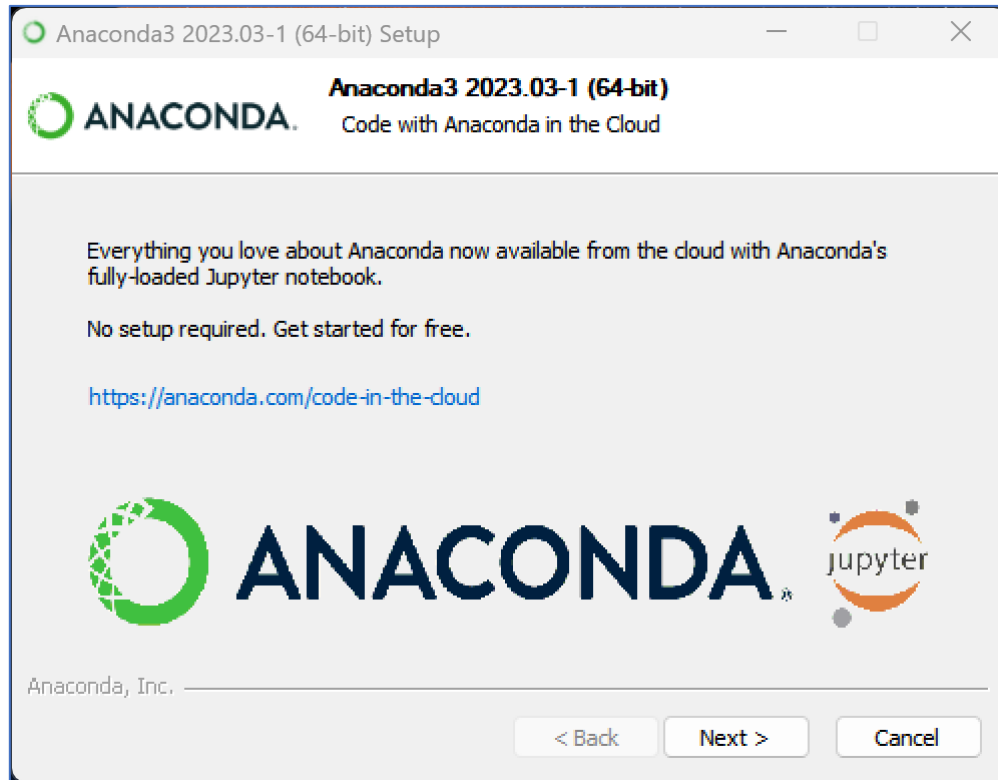 Anaconda3 2023.03-1 (64-bit) Setup
ANACONDA.
Anaconda3 2023.03-1 (64-bit)
Code with Anaconda in the Cloud
Everything you love about Anaconda now available from the cloud with Anaconda's
fully-loaded Jupyter notebook.
No setup required. Get started for free.
https://anaconda.com/code-in-the-cloud
ANACONDA.®
jupyter
Anaconda, Inc.
< Back
Next >
Cancel